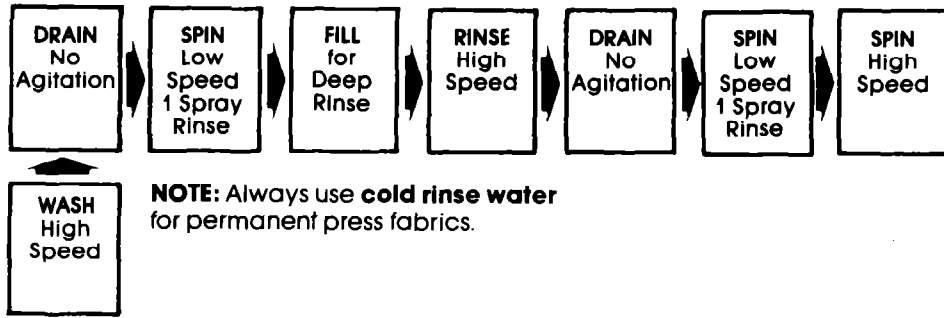 DRAIN
No
Agitation
SPIN
Low
Speed
1 Spray
Rinse
FILL
for
Deep
Rinse
RINSE
High
Speed
DRAIN
No
Agitation
SPIN
Low
Speed
1 Spray
Rinse
SPIN
High
Speed
WASH
High
Speed
NOTE: Always use cold rinse water
for permanent press fabrics.